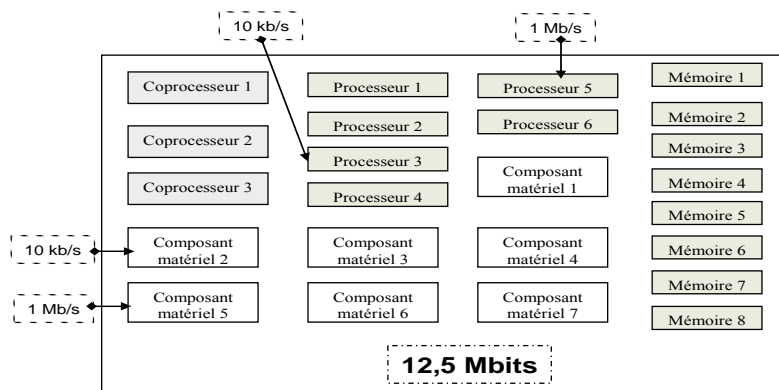 10 kb/s
1 Mb/s
Coprocesseur 1
Processeur 1
Processeur 5
Mémoire 1
Coprocesseur 2
Processeur 2
Processeur 6
Mémoire 2
Coprocesseur 3
Processeur 3
Composant
matériel 1
Mémoire 3
Processeur 4
Mémoire 4
10 kb/s
Composant
matériel 2
Composant
matériel 3
Composant
matériel 4
Mémoire 5
Mémoire 6
1 Mb/s
Composant
matériel 5
Composant
matériel 6
Composant
matériel 7
Mémoire 7
Mémoire 8
12,5 Mbits